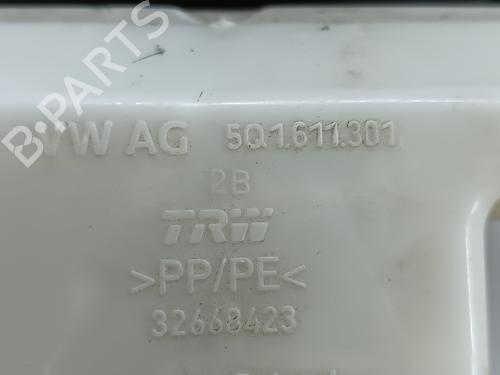 B-PARTS
VW AG 5Q1.611.301
2B
TRW
>PP/PE<
32668423